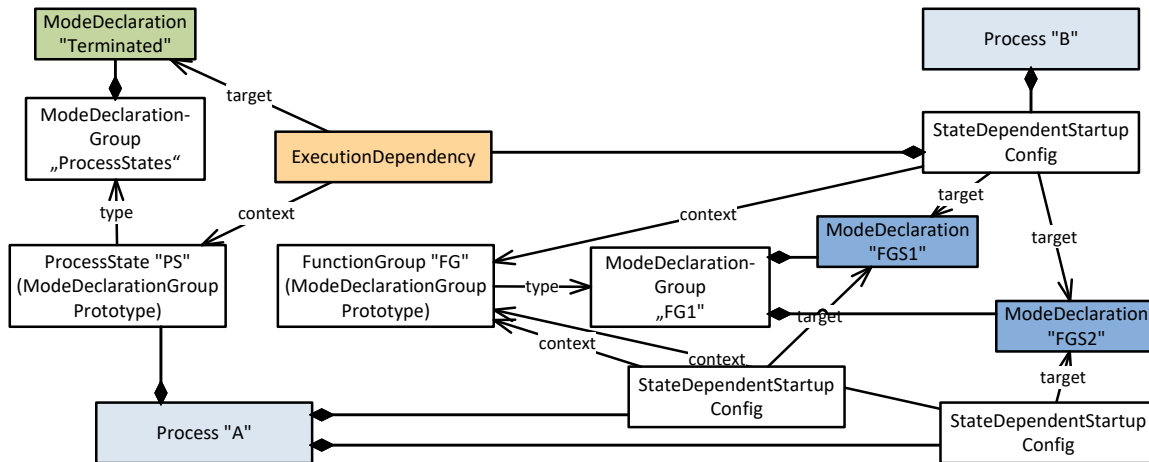 ModeDeclaration
"Terminated"
Process "B"
target
ModeDeclaration-
Group
„ProcessStates“
ExecutionDependency
StateDependentStartup
Config
type
context
context
target
target
ProcessState "PS"
(ModeDeclarationGroup
Prototype)
FunctionGroup "FG"
(ModeDeclarationGroup
Prototype)
type
ModeDeclaration-
Group
„FG1"
ModeDeclaration
"FGS1"
ModeDeclaration
"FGS2"
target
context
context
target
StateDependentStartup
Config
Process "A"
StateDependentStartup
Config